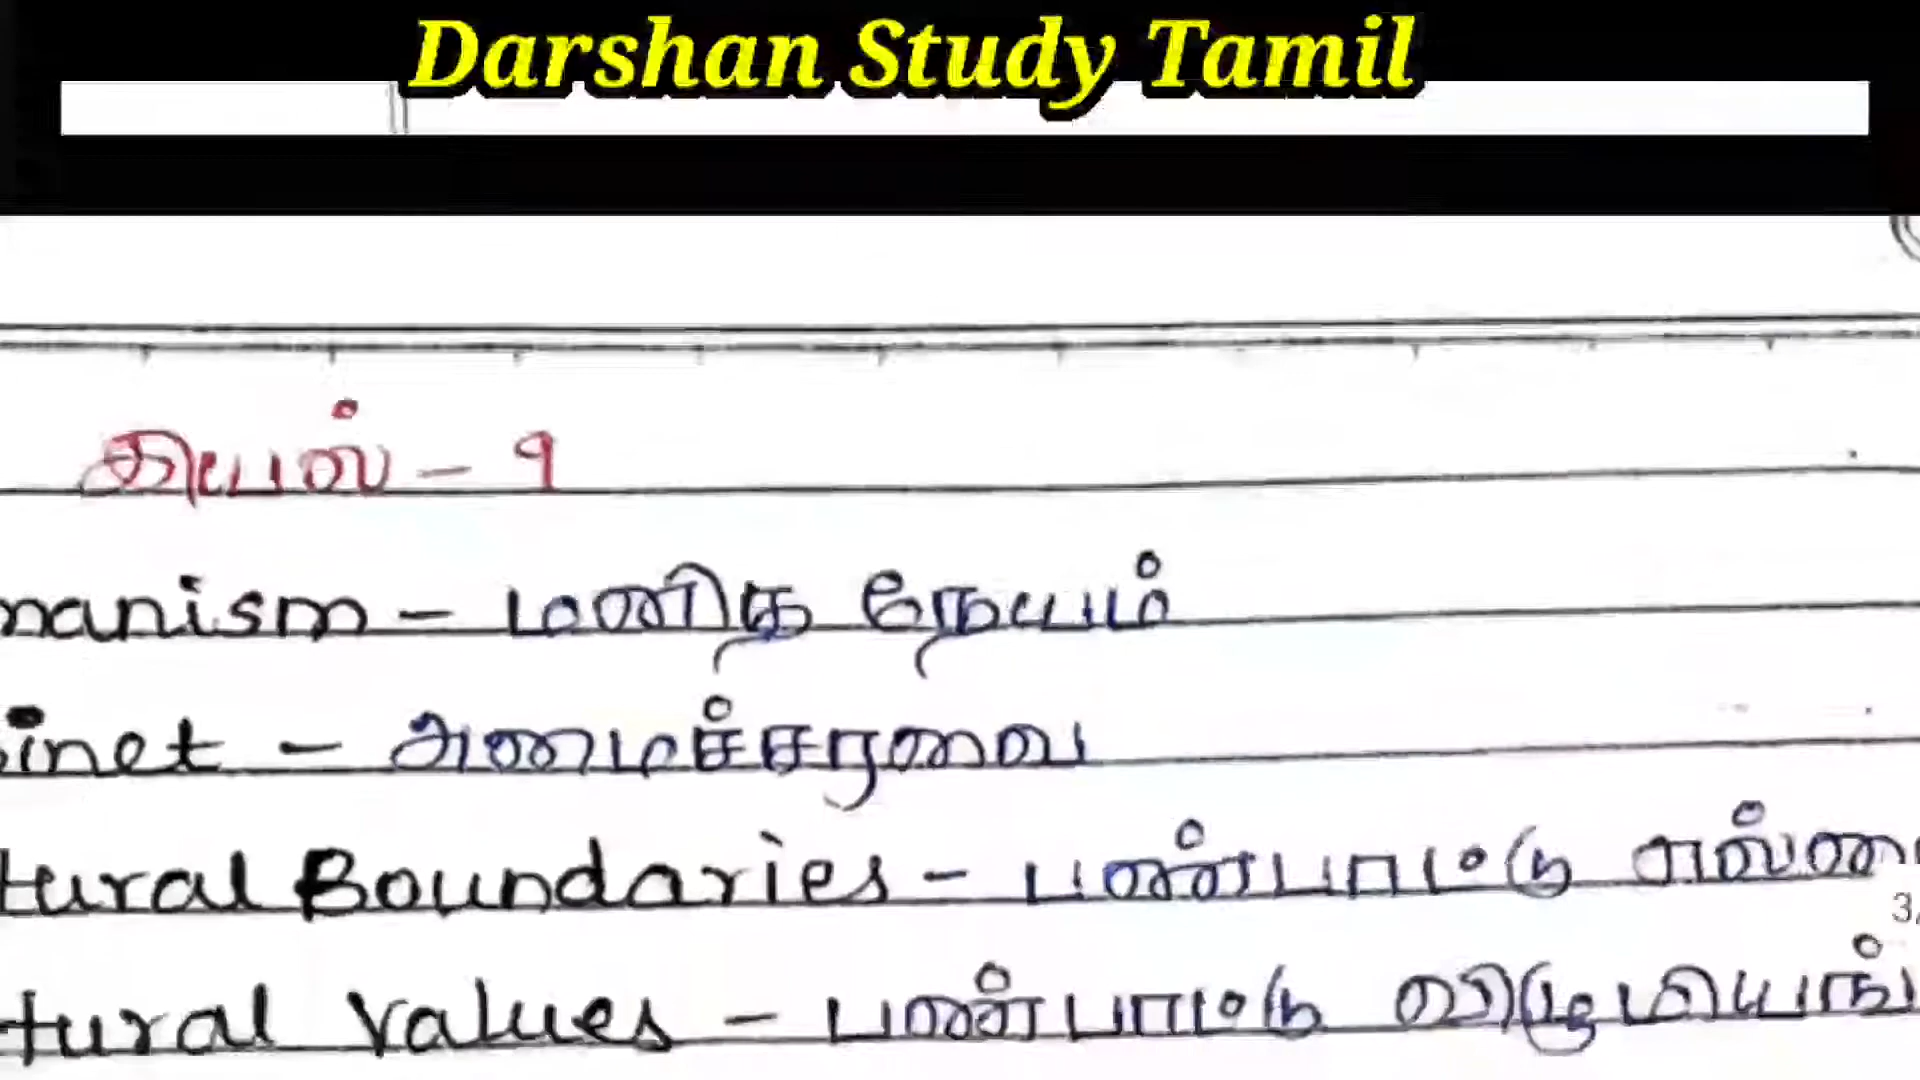 Darshan Study Tamil
இயல் - 9
manism - மனித நேயம்
inet - அமைச்சரவை
tural Boundaries - பண்பாட்டு எல்லை
3/
tural values - பண்பாட்டு விழுமியங்